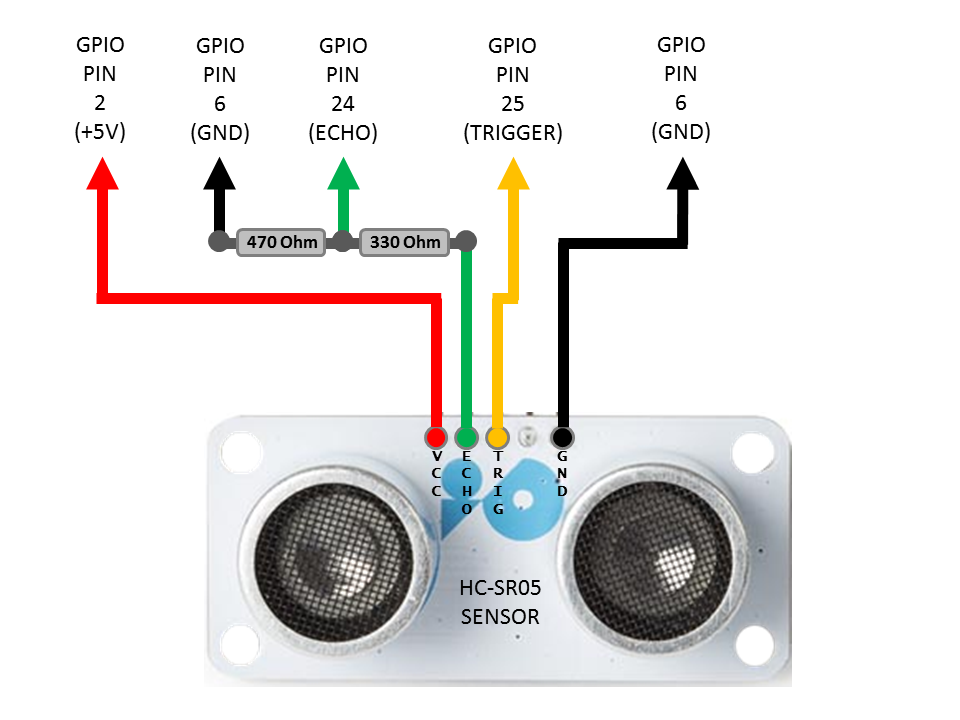 GPIO
PIN
2
(+5V)
GPIO
PIN
6
(GND)
GPIO
PIN
24
(ECHO)
GPIO
PIN
25
(TRIGGER)
GPIO
PIN
6
(GND)
470 Ohm
330 Ohm
VCC
ECHO
TRIG
GND
HC-SR05
SENSOR